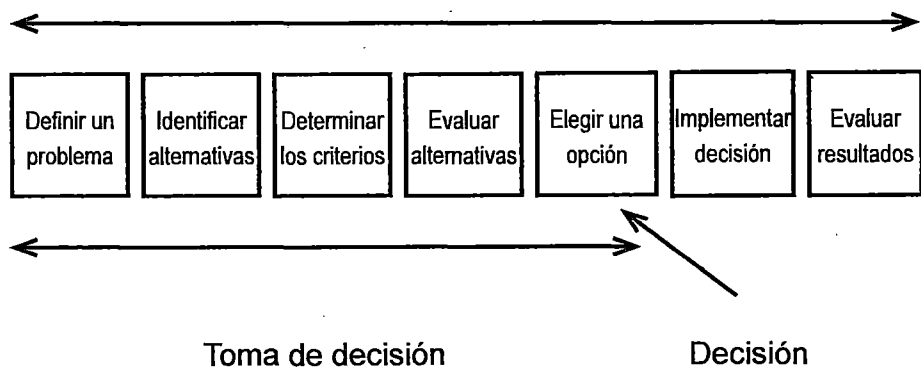 Definir un
problema
Identificar
alternativas
Determinar
los criterios
Evaluar
alternativas
Elegir una
opción
Implementar
decisión
Evaluar
resultados
Toma de decisión
Decisión